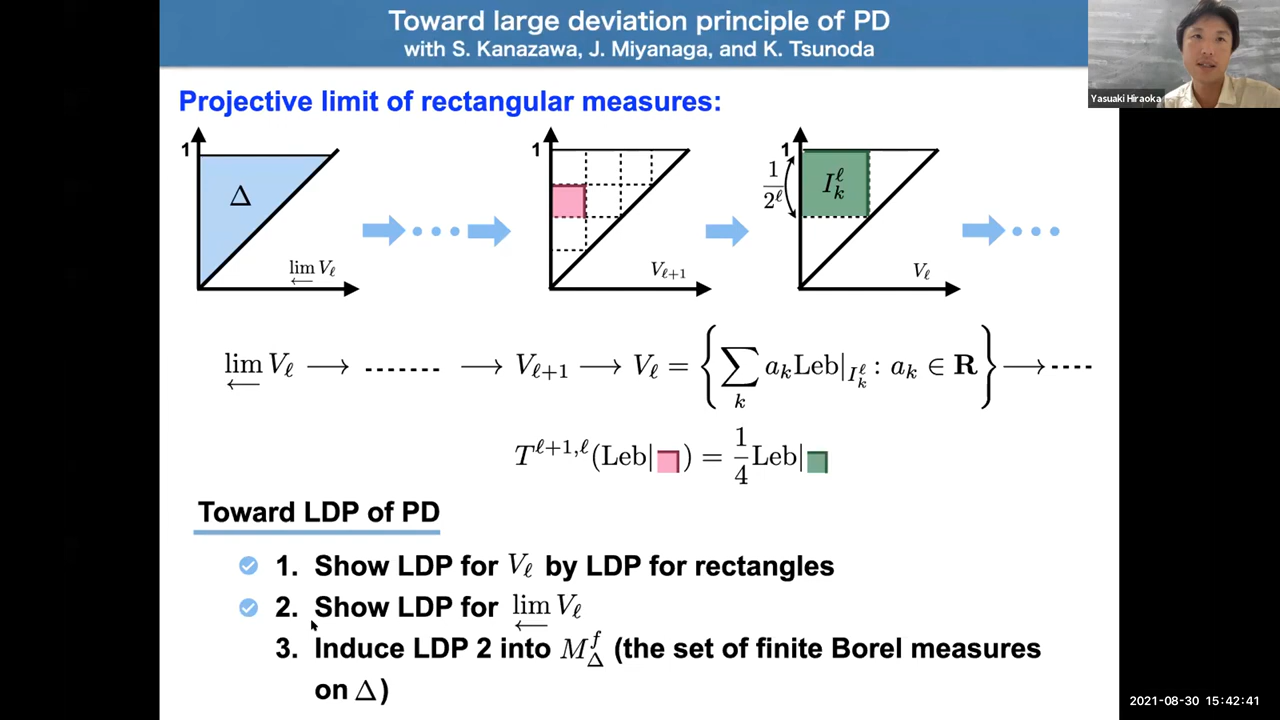 Toward large deviation principle of PD
with S. Kanazawa, J. Miyanaga, and K. Tsunoda
Yasuaki Hiraoka
Projective limit of rectangular measures:
1 Δ lim← V_ℓ
1 V_{ℓ+1}
1 1/2^ℓ I_k^ℓ V_ℓ
lim← V_ℓ ⟶ ------- ⟶ V_{ℓ+1} ⟶ V_ℓ = { ∑_k a_k Leb|_{I_k^ℓ} : a_k ∈ R } ⟶ ----
T^{ℓ+1,ℓ}(Leb|) = 1/4 Leb|
Toward LDP of PD
1. Show LDP for V_ℓ by LDP for rectangles
2. Show LDP for lim← V_ℓ
3. Induce LDP 2 into M_Δ^f (the set of finite Borel measures
on Δ)
2021-08-30 15:42:41